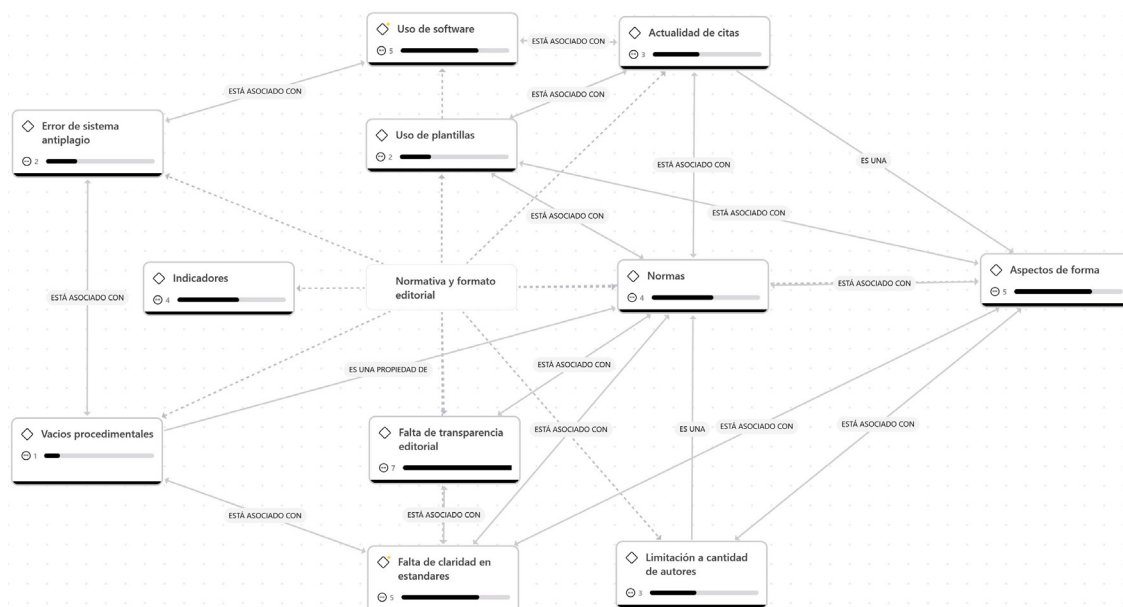 Uso de software
5
ESTÁ ASOCIADO CON
Actualidad de citas
3
ESTÁ ASOCIADO CON
ESTÁ ASOCIADO CON
Error de sistema
antiplagio
2
Uso de plantillas
2
ESTÁ ASOCIADO CON
ES UNA
ESTÁ ASOCIADO CON
ESTÁ ASOCIADO CON
Indicadores
4
Normativa y formato
editorial
Normas
4
ESTÁ ASOCIADO CON
Aspectos de forma
5
ESTÁ ASOCIADO CON
ES UNA PROPIEDAD DE
ESTÁ ASOCIADO CON
Vacios procedimentales
1
Falta de transparencia
editorial
7
ESTÁ ASOCIADO CON
ES UNA
ESTÁ ASOCIADO CON
ESTÁ ASOCIADO CON
ESTÁ ASOCIADO CON
ESTÁ ASOCIADO CON
Falta de claridad en
estandares
5
Limitación a cantidad
de autores
3